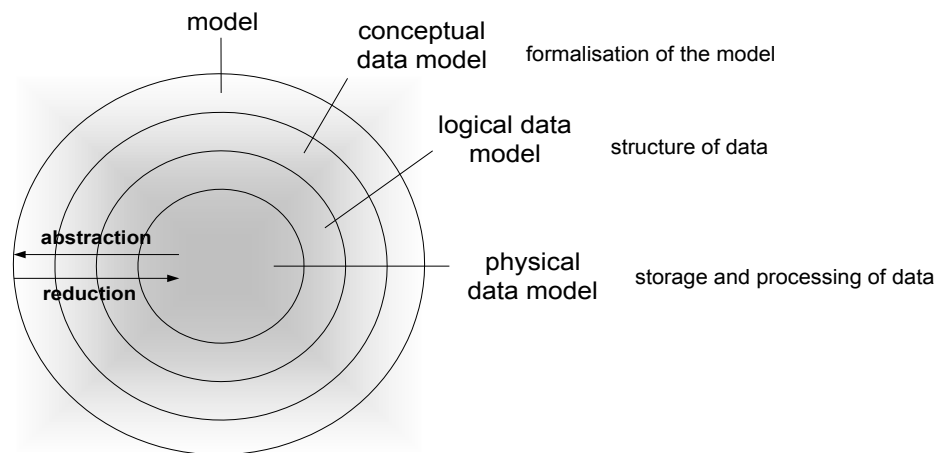 model
conceptual
data model
formalisation of the model
logical data
model
structure of data
abstraction
reduction
physical
data model
storage and processing of data